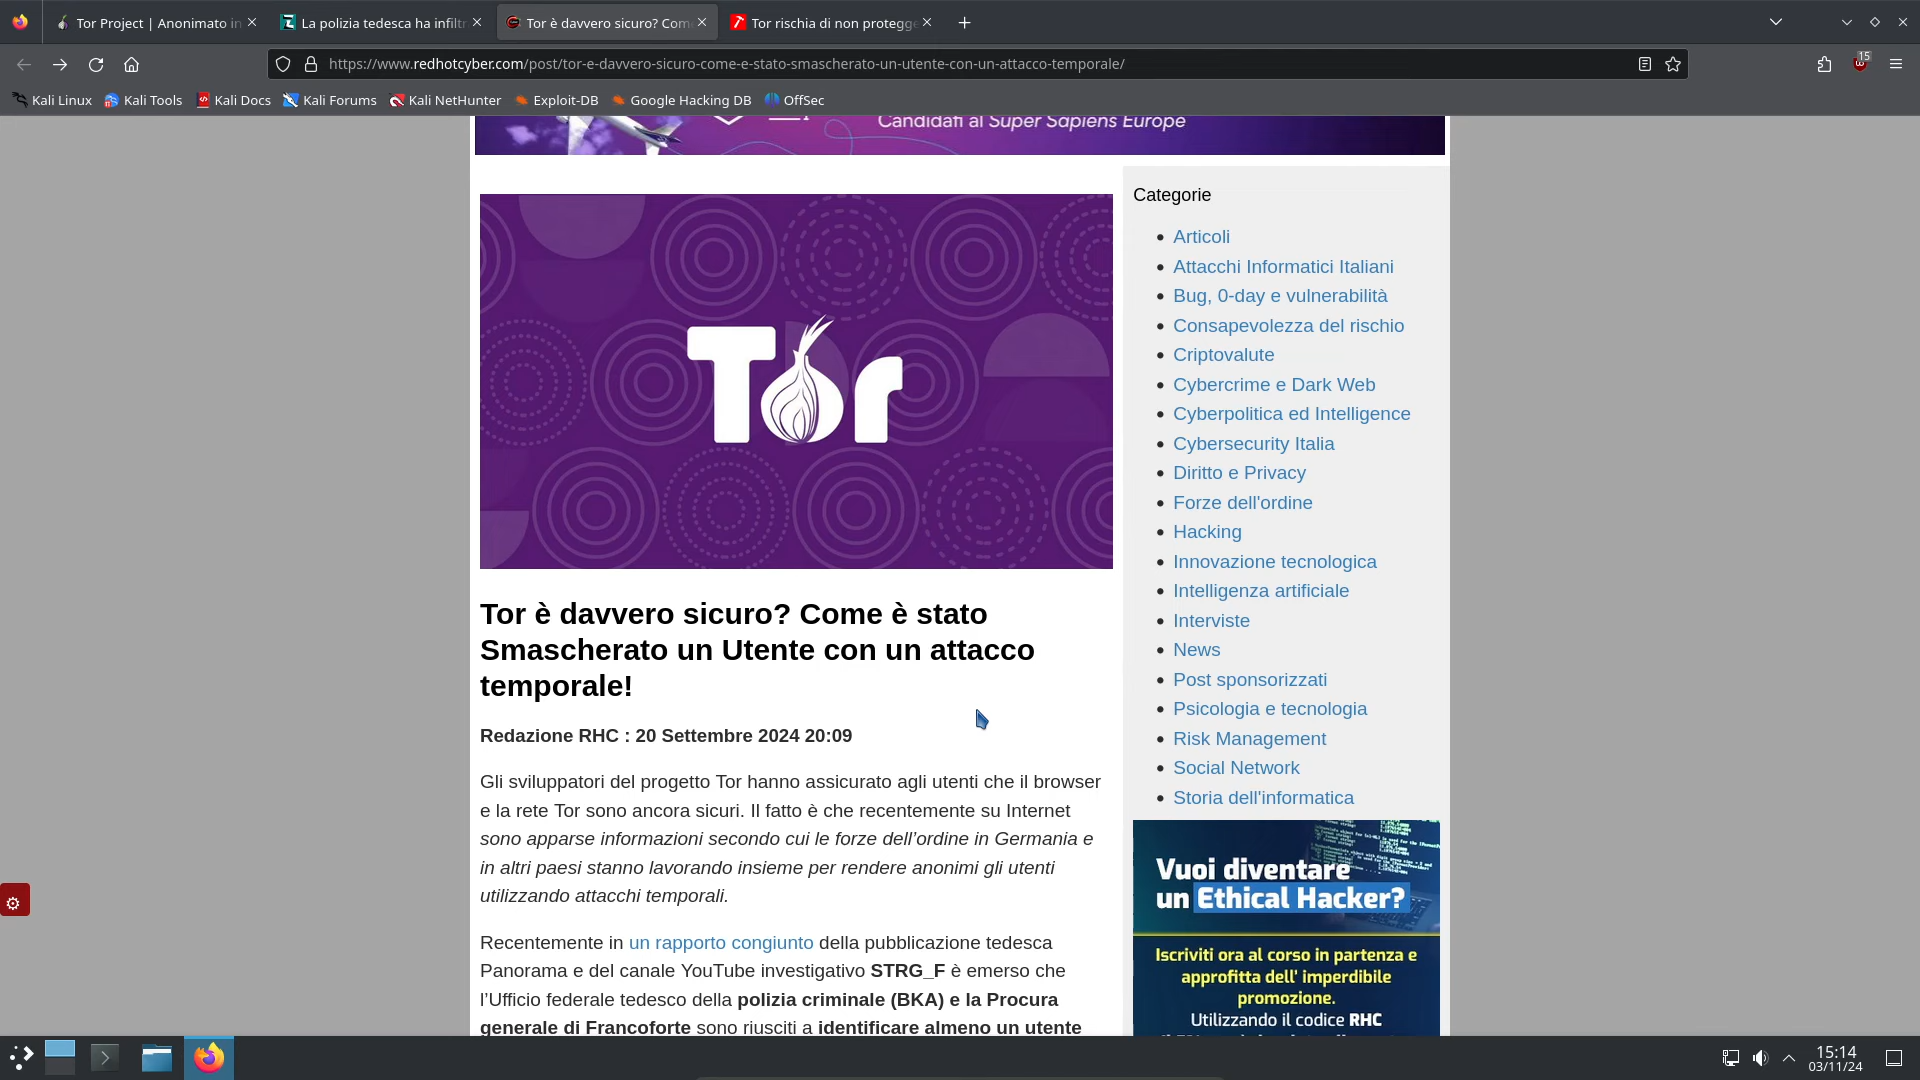 Tor Project | Anonimato in
La polizia tedesca ha infiltr
Tor è davvero sicuro? Com
Tor rischia di non protegge
https://www.redhotcyber.com/post/tor-e-davvero-sicuro-come-e-stato-smascherato-un-utente-con-un-attacco-temporale/
15
Kali Linux
Kali Tools
Kali Docs
Kali Forums
Kali NetHunter
Exploit-DB
Google Hacking DB
OffSec
Candidati al Super Sapiens Europe
Tor
Tor è davvero sicuro? Come è stato
Smascherato un Utente con un attacco
temporale!
Redazione RHC : 20 Settembre 2024 20:09
Gli sviluppatori del progetto Tor hanno assicurato agli utenti che il browser
e la rete Tor sono ancora sicuri. Il fatto è che recentemente su Internet
sono apparse informazioni secondo cui le forze dell’ordine in Germania e
in altri paesi stanno lavorando insieme per rendere anonimi gli utenti
utilizzando attacchi temporali.
Recentemente in un rapporto congiunto della pubblicazione tedesca
Panorama e del canale YouTube investigativo STRG_F è emerso che
l’Ufficio federale tedesco della polizia criminale (BKA) e la Procura
generale di Francoforte sono riusciti a identificare almeno un utente
Categorie
Articoli
Attacchi Informatici Italiani
Bug, 0-day e vulnerabilità
Consapevolezza del rischio
Criptovalute
Cybercrime e Dark Web
Cyberpolitica ed Intelligence
Cybersecurity Italia
Diritto e Privacy
Forze dell'ordine
Hacking
Innovazione tecnologica
Intelligenza artificiale
Interviste
News
Post sponsorizzati
Psicologia e tecnologia
Risk Management
Social Network
Storia dell'informatica
Vuoi diventare
un Ethical Hacker?
Iscriviti ora al corso in partenza e
approfitta dell' imperdibile
promozione.
Utilizzando il codice RHC
15:14
03/11/24